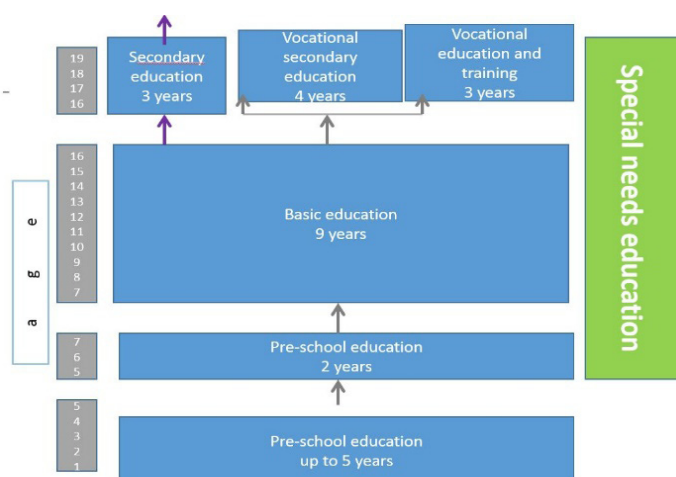 Secondary
education
3 years
Vocational
secondary
education
4 years
Vocational
education and
training
3 years
19
18
17
16
Special needs education
16
15
14
13
12
11
10
9
8
7
Basic education
9 years
age
7
6
5
Pre-school education
2 years
5
4
3
2
1
Pre-school education
up to 5 years